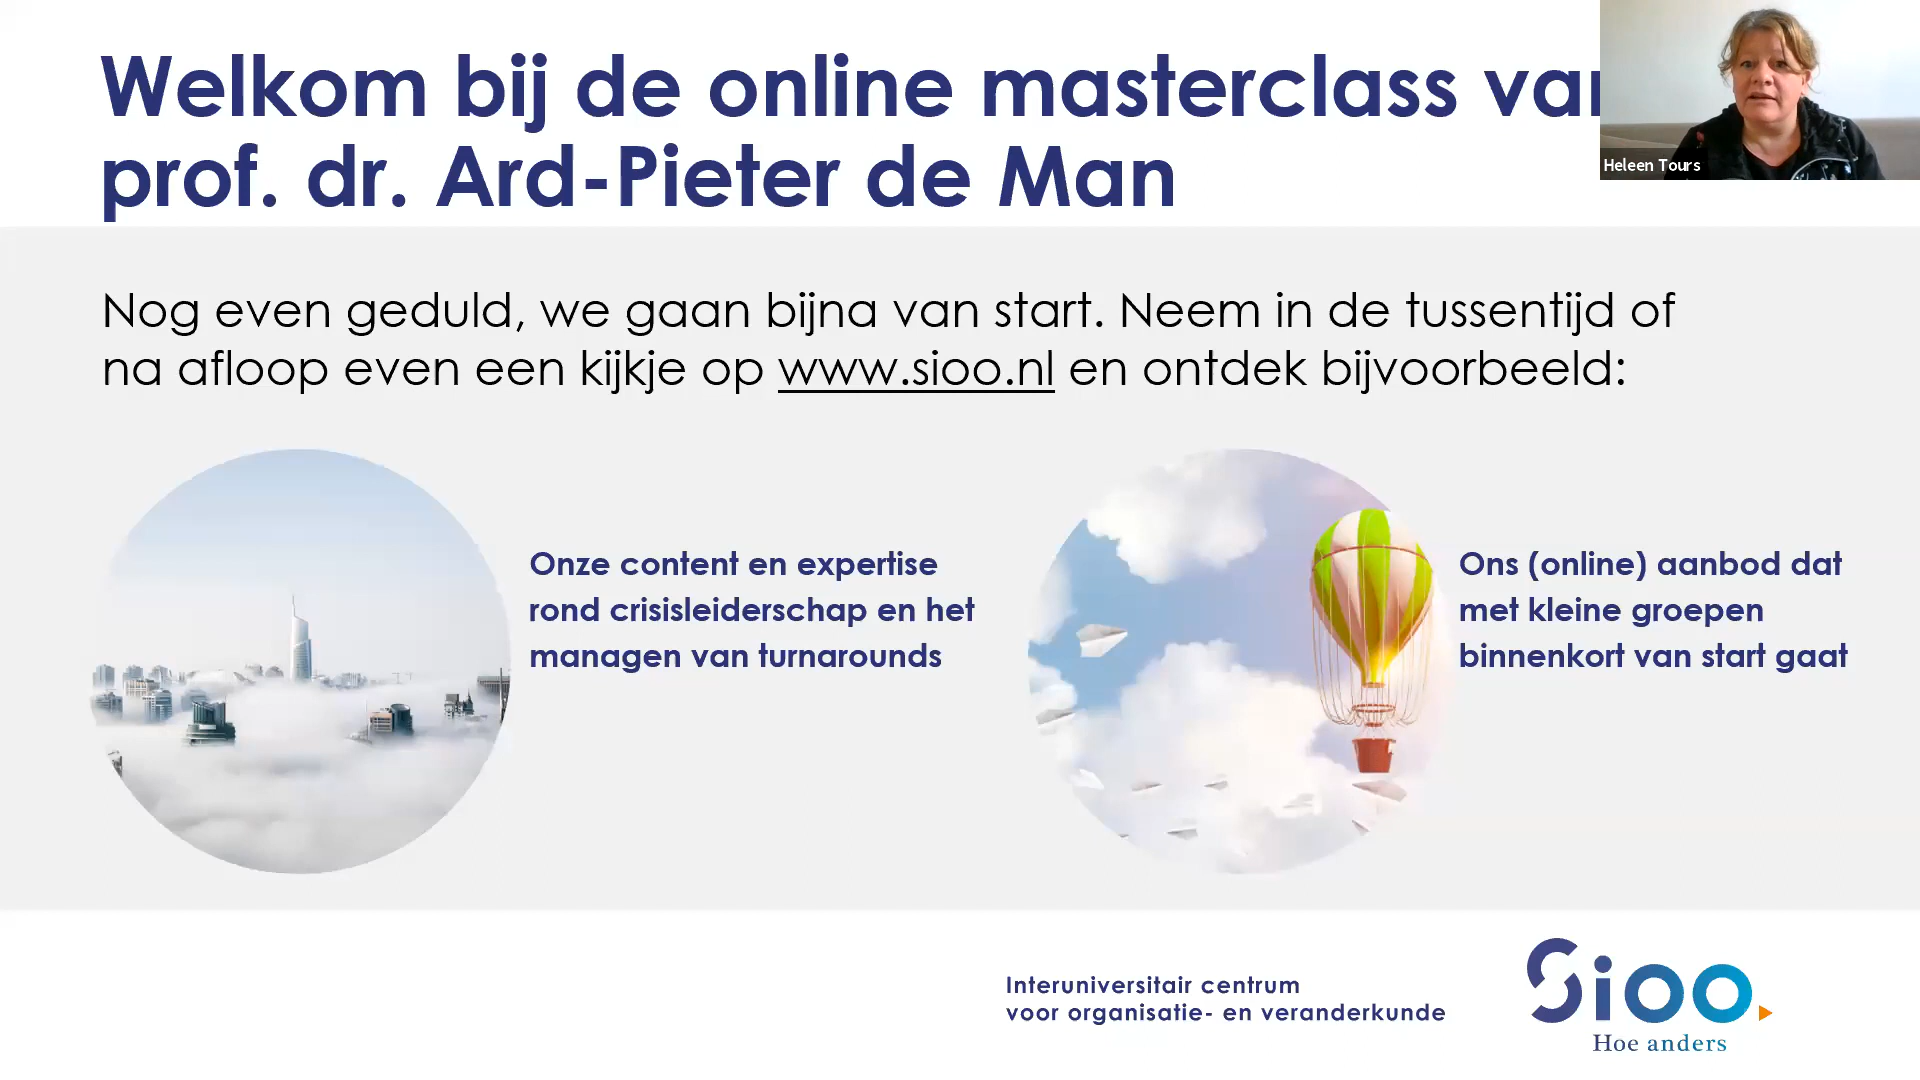 Welkom bij de online masterclass van
prof. dr. Ard-Pieter de Man
Heleen Tours
Nog even geduld, we gaan bijna van start. Neem in de tussentijd of
na afloop even een kijkje op www.sioo.nl en ontdek bijvoorbeeld:
Onze content en expertise
rond crisisleiderschap en het
managen van turnarounds
Ons (online) aanbod dat
met kleine groepen
binnenkort van start gaat
Interuniversitair centrum
voor organisatie- en veranderkunde
Sioo
Hoe anders